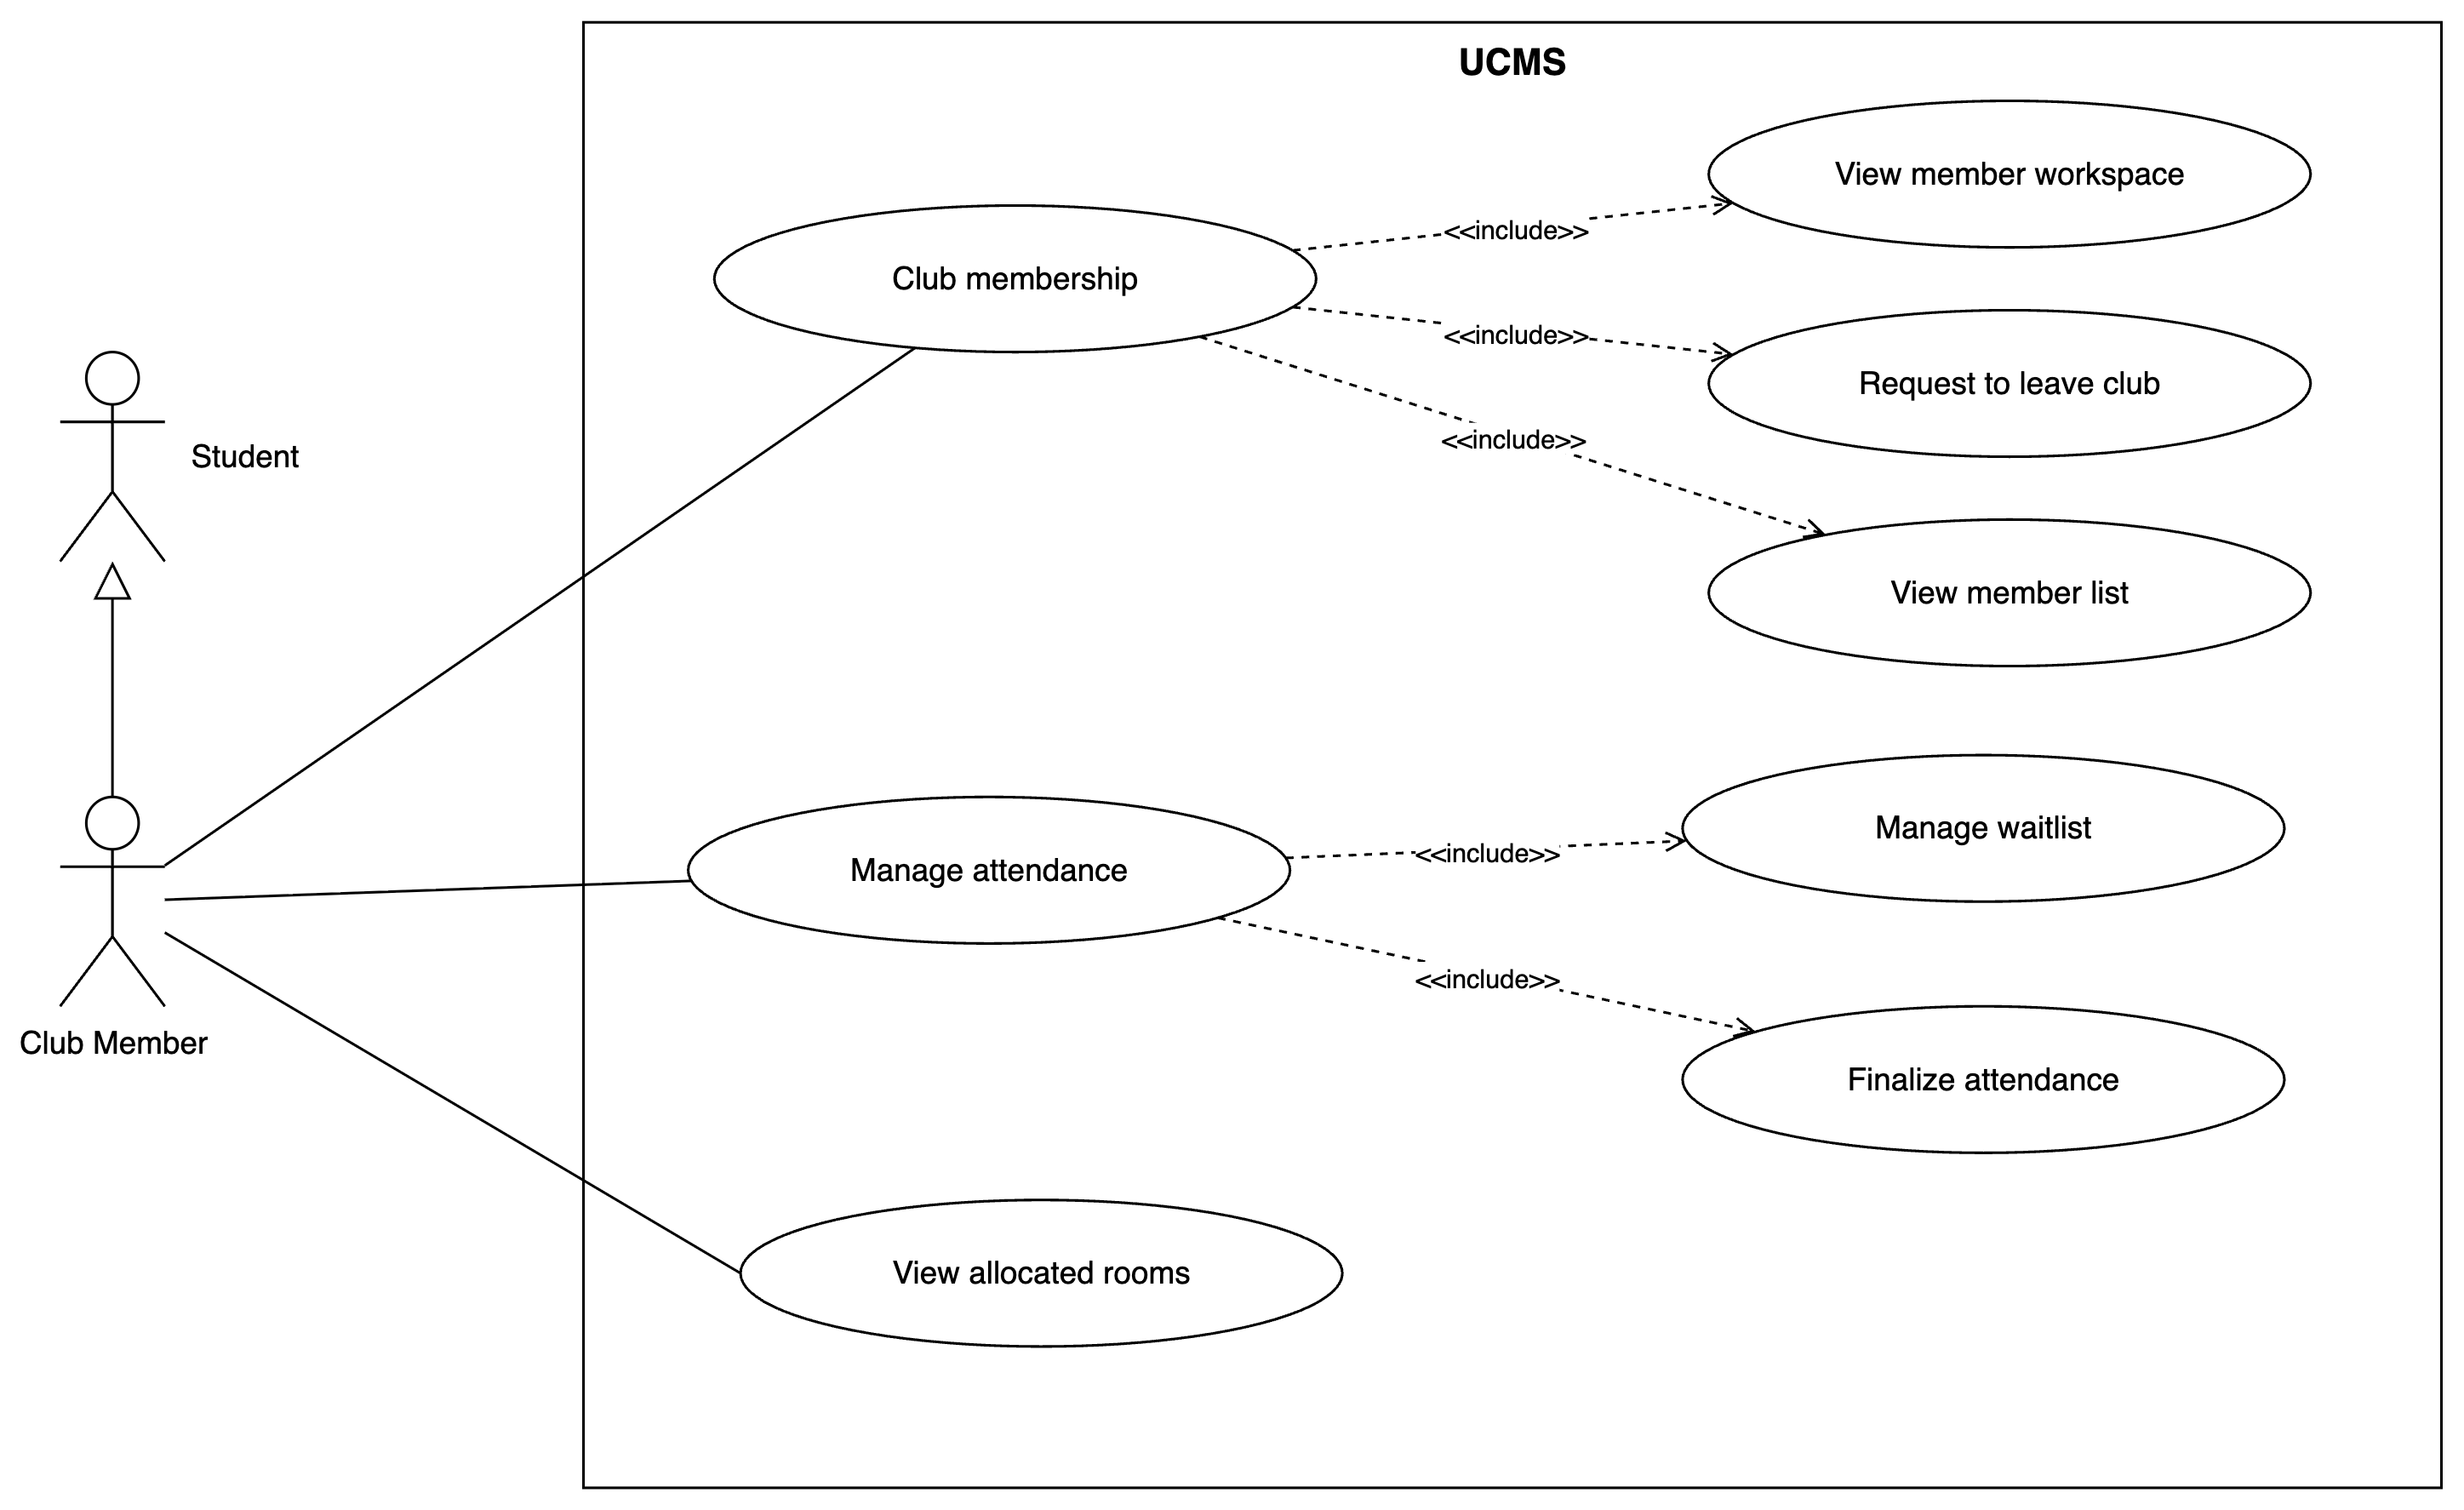 UCMS
View member workspace
<<include>>
Club membership
<<include>>
Request to leave club
Student
<<include>>
View member list
Manage waitlist
<<include>>
Manage attendance
<<include>>
Club Member
Finalize attendance
View allocated rooms